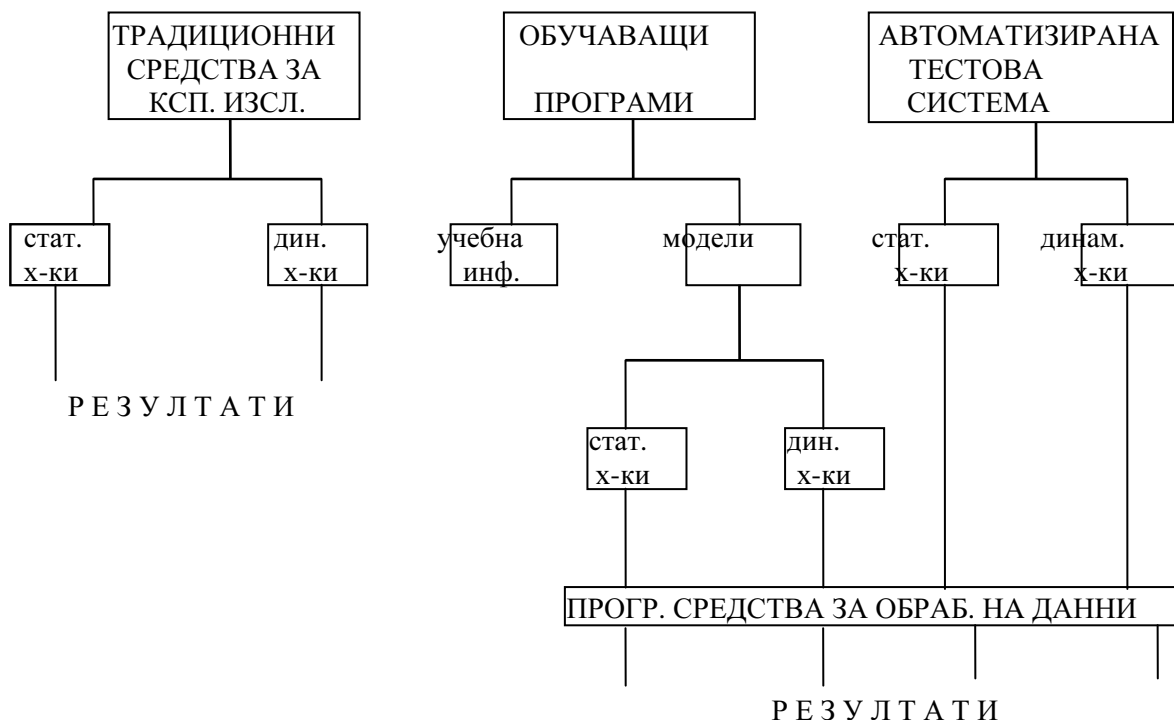 ТРАДИЦИОННИ
СРЕДСТВА ЗА
КСП. ИЗСЛ.
ОБУЧАВАЩИ
ПРОГРАМИ
АВТОМАТИЗИРАНА
ТЕСТОВА
СИСТЕМА
стат.
х-ки
дин.
х-ки
учебна
инф.
модели
стат.
х-ки
динам.
х-ки
Р Е З У Л Т А Т И
стат.
х-ки
дин.
х-ки
ПРОГР. СРЕДСТВА ЗА ОБРАБ. НА ДАННИ
Р Е З У Л Т А Т И